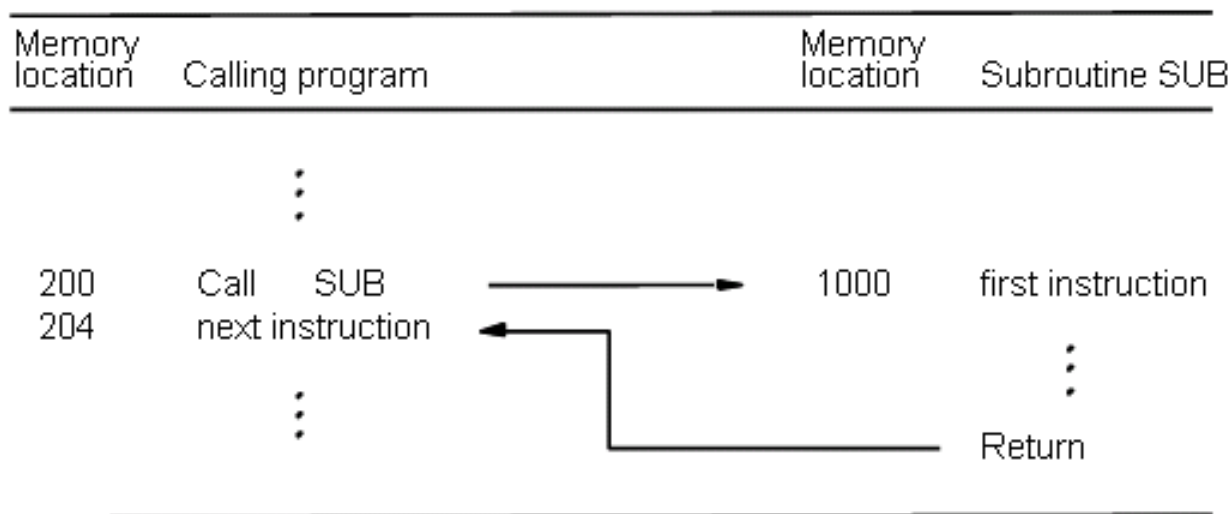 Memory location Calling program Memory location Subroutine SUB
200 Call SUB 1000 first instruction
204 next instruction
Return